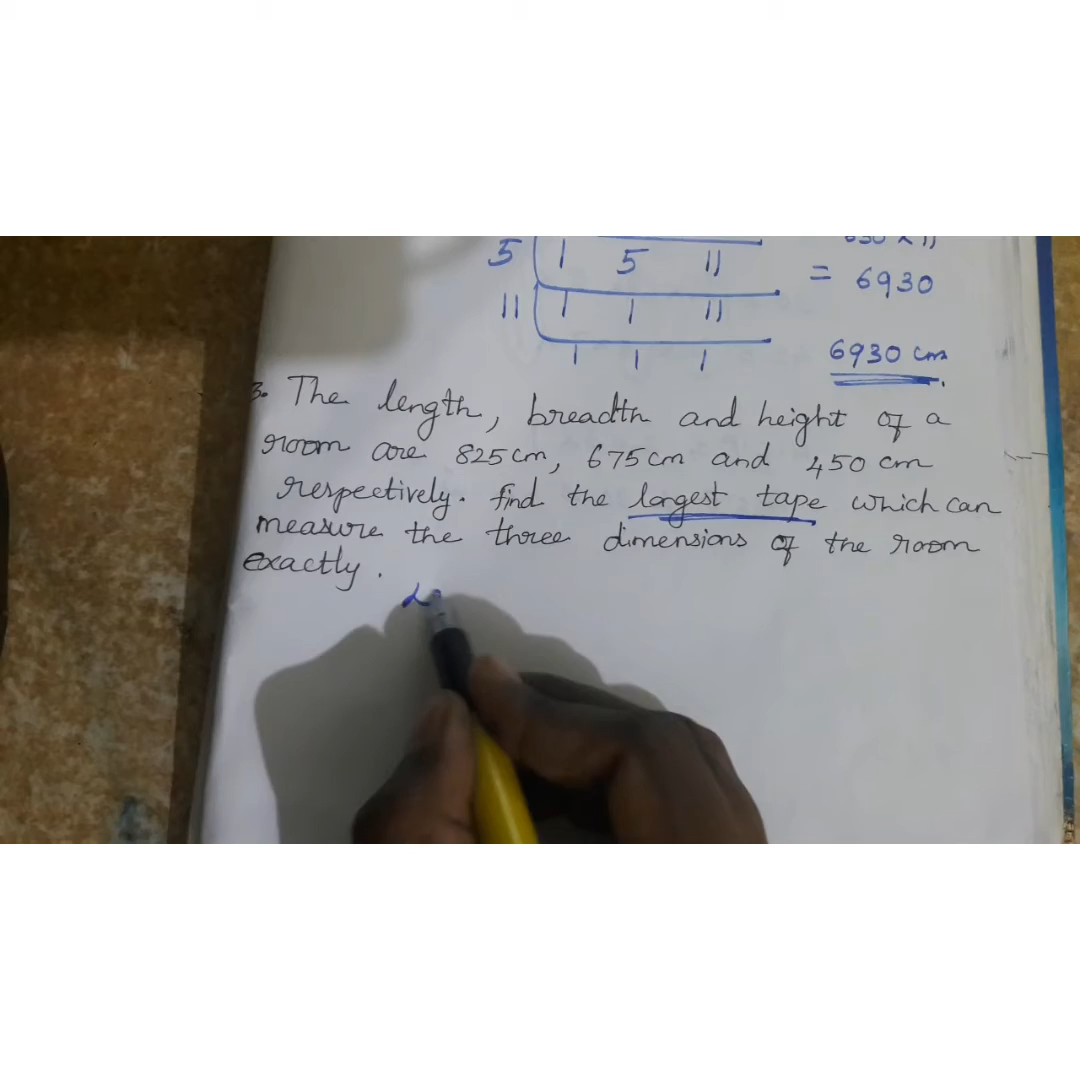 5 1 5 11 = 6930
11 1 1 11
1 1 1 6930 cm
3. The length, breadth and height of a
room are 825 cm, 675 cm and 450 cm
respectively. find the largest tape which can
measure the three dimensions of the room
exactly.